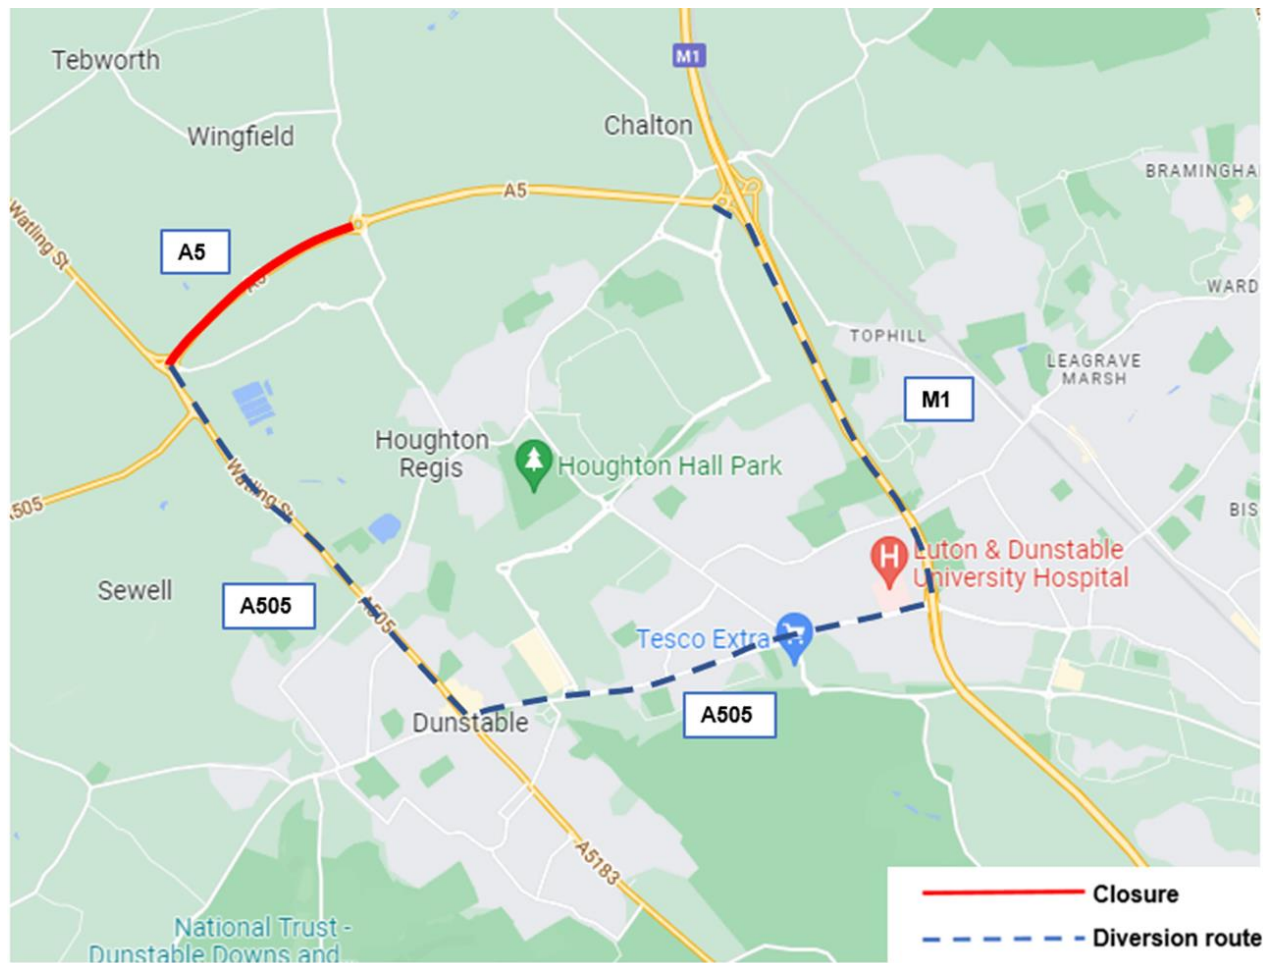 Tebworth
M1
Wingfield
Chalton
BRAMINGHA
A5
Watling St
A5
A5
WARD
TOPHILL
LEAGRAVE
MARSH
M1
Houghton
Regis
Houghton Hall Park
Watling St
A505
BIS
Luton & Dunstable
University Hospital
H
Sewell
A505
A505
Tesco Extra
A505
Dunstable
A5183
Closure
Diversion route
National Trust -
Dunstable Downs and...